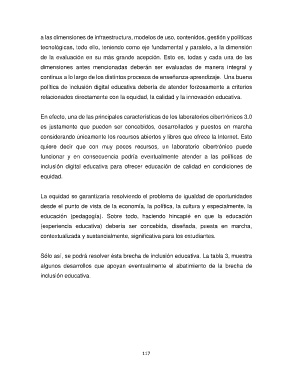 a las dimensiones de infraestructura, modelos de uso, contenidos, gestión y políticas
tecnológicas, todo ello, teniendo como eje fundamental y paralelo, a la dimensión
de la evaluación en su más grande acepción. Esto es, todas y cada una de las
dimensiones antes mencionadas deberán ser evaluadas de manera integral y
continua a lo largo de los distintos procesos de enseñanza aprendizaje. Una buena
política de inclusión digital educativa debería de atender forzosamente a criterios
relacionados directamente con la equidad, la calidad y la innovación educativa.
En efecto, una de las principales características de los laboratorios cibertrónicos 3.0
es justamente que pueden ser concebidos, desarrollados y puestos en marcha
considerando únicamente los recursos abiertos y libres que ofrece la Internet. Esto
quiere decir que con muy pocos recursos, un laboratorio cibertrónico puede
funcionar y en consecuencia podría eventualmente atender a las políticas de
inclusión digital educativa para ofrecer educación de calidad en condiciones de
equidad.
La equidad se garantizaría resolviendo el problema de igualdad de oportunidades
desde el punto de vista de la economía, la política, la cultura y especialmente, la
educación (pedagogía). Sobre todo, haciendo hincapié en que la educación
(experiencia educativa) debería ser concebida, diseñada, puesta en marcha,
contextualizada y sustancialmente, significativa para los estudiantes.
Sólo así, se podrá resolver ésta brecha de inclusión educativa. La tabla 3, muestra
algunos desarrollos que apoyan eventualmente el abatimiento de la brecha de
inclusión educativa.
117